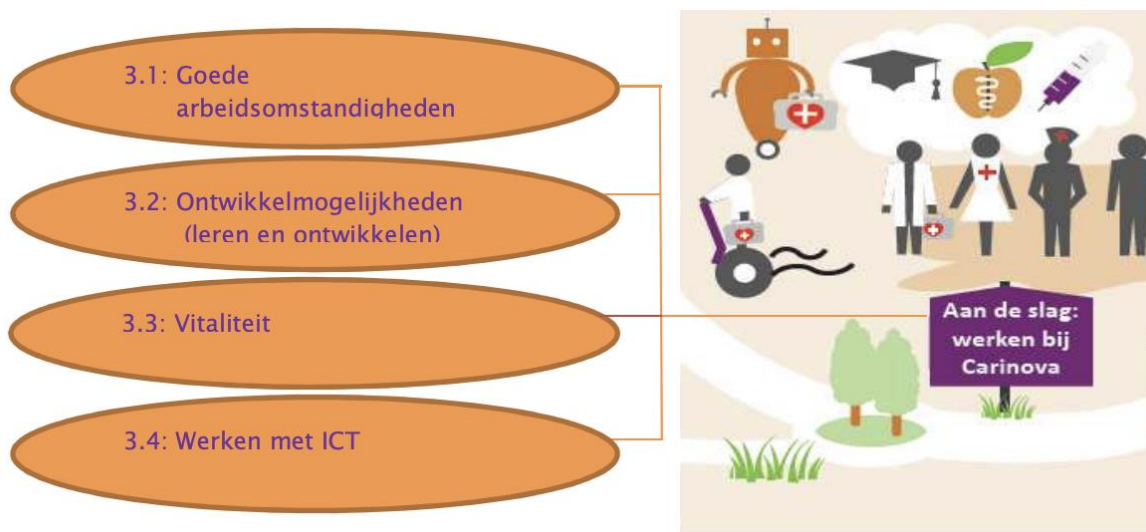 3.1: Goede
arbeidsomstandigheden
3.2: Ontwikkelmogelijkheden
(leren en ontwikkelen)
3.3: Vitaliteit
3.4: Werken met ICT
Aan de slag:
werken bij
Carinova